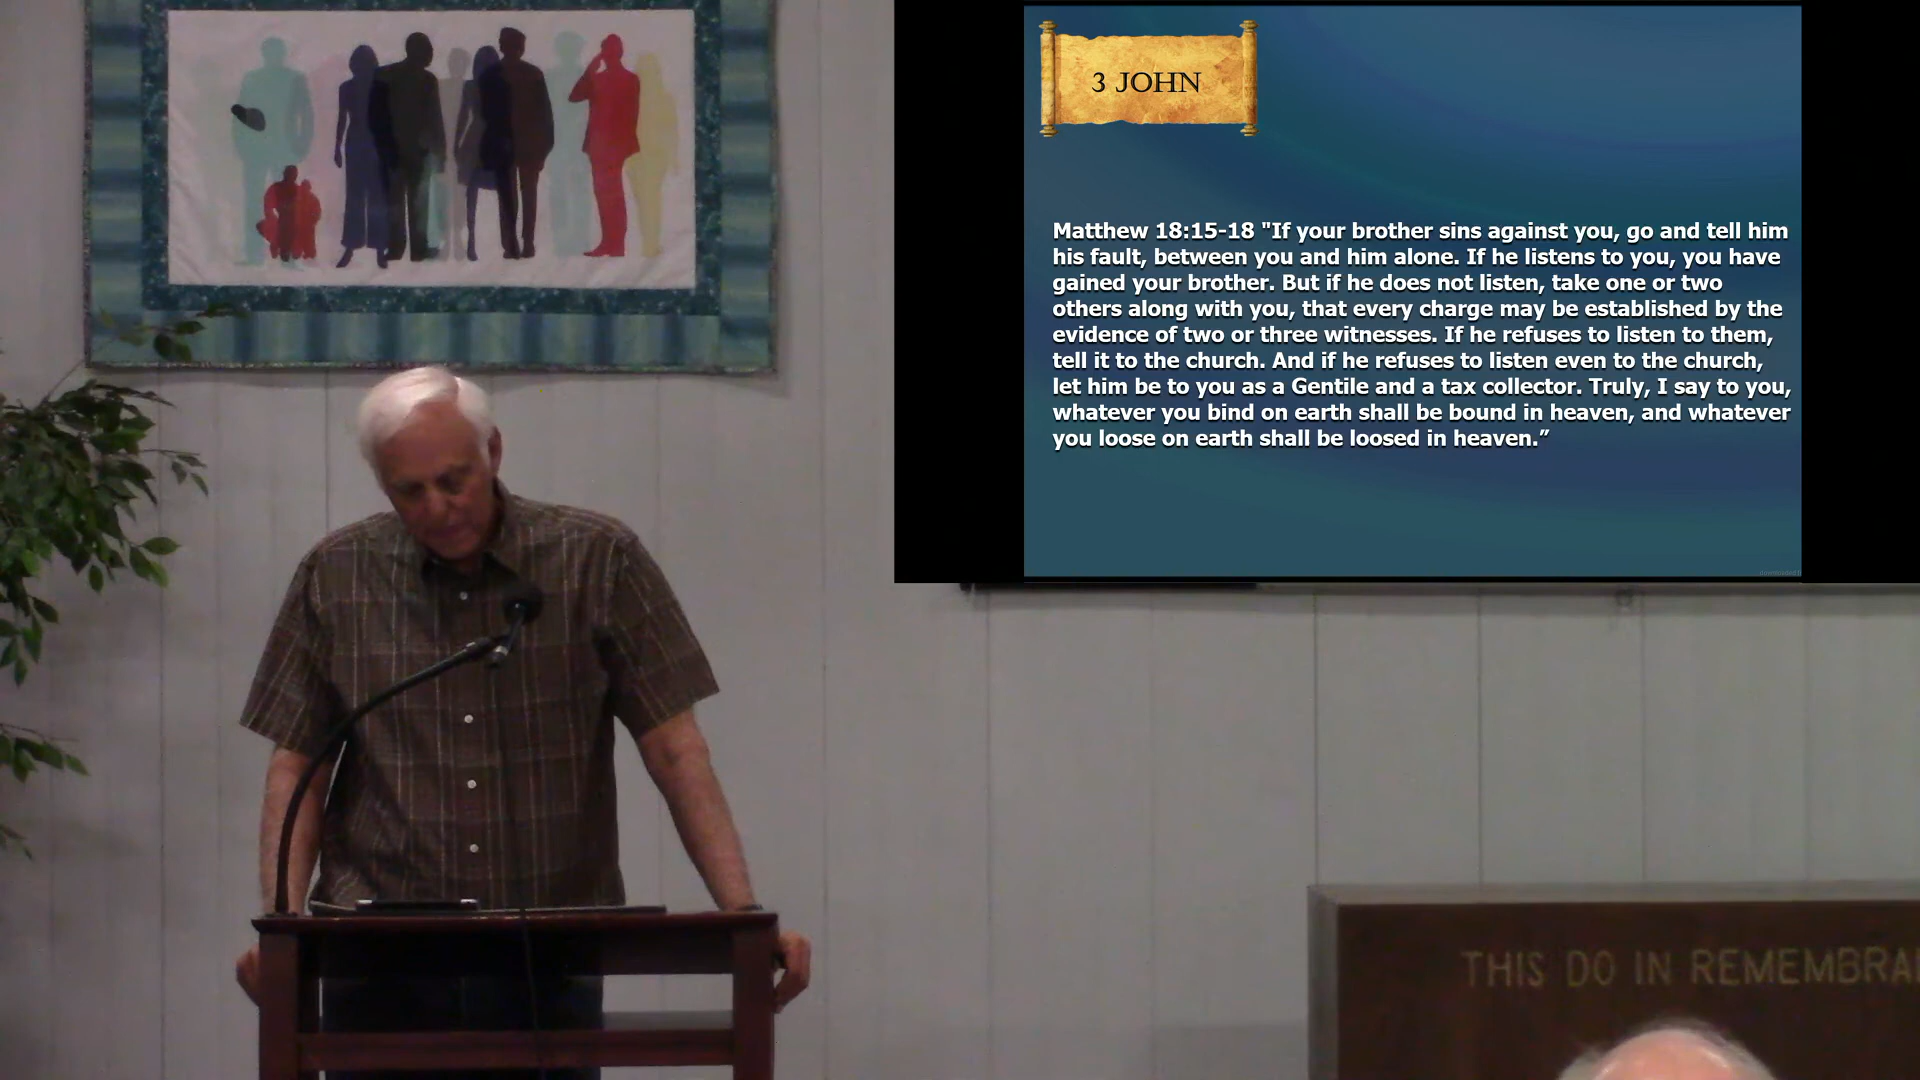 3 JOHN
Matthew 18:15-18 "If your brother sins against you, go and tell him
his fault, between you and him alone. If he listens to you, you have
gained your brother. But if he does not listen, take one or two
others along with you, that every charge may be established by the
evidence of two or three witnesses. If he refuses to listen to them,
tell it to the church. And if he refuses to listen even to the church,
let him be to you as a Gentile and a tax collector. Truly, I say to you,
whatever you bind on earth shall be bound in heaven, and whatever
you loose on earth shall be loosed in heaven.”
THIS DO IN